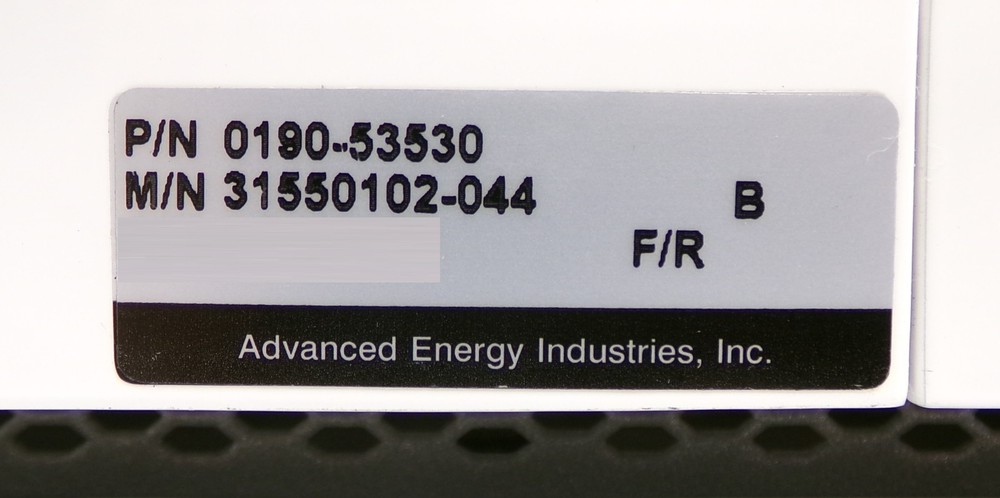 P/N 0190-53530
M/N 31550102-044
B
F/R
Advanced Energy Industries, Inc.